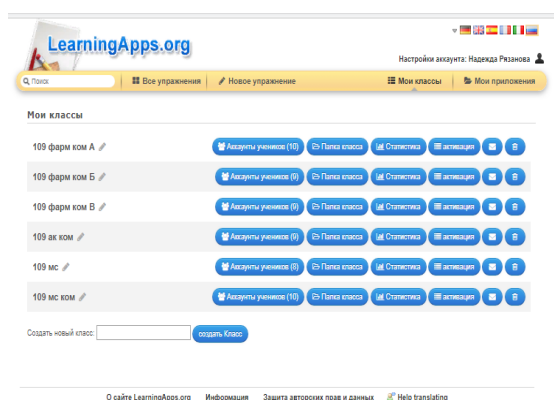 LearningApps.org
Настройки аккаунта: Надежда Рязанова
Поиск
Все упражнения
Новое упражнение
Мои классы
Мои приложения
Мои классы
109 фарм ком А Аккаунты учеников (10) Папка класса Статистика активация
109 фарм ком Б Аккаунты учеников (9) Папка класса Статистика активация
109 фарм ком В Аккаунты учеников (9) Папка класса Статистика активация
109 ак ком Аккаунты учеников (9) Папка класса Статистика активация
109 мс Аккаунты учеников (8) Папка класса Статистика активация
109 мс ком Аккаунты учеников (10) Папка класса Статистика активация
Создать новый класс: создать Класс
О сайте LearningApps.org Информация Защита авторских прав и данных Help translating